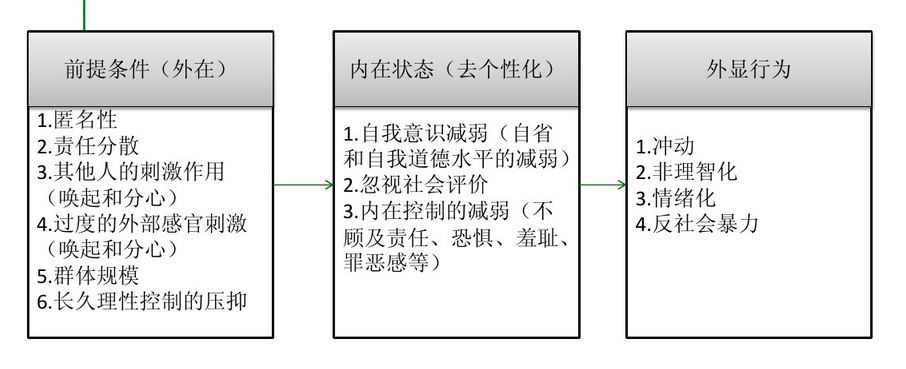 前提条件（外在）
1.匿名性
2.责任分散
3.其他人的刺激作用
（唤起和分心）
4.过度的外部感官刺激
（唤起和分心）
5.群体规模
6.长久理性控制的压抑
内在状态（去个性化）
1.自我意识减弱（自省
和自我道德水平的减弱）
2.忽视社会评价
3.内在控制的减弱（不
顾及责任、恐惧、羞耻、
罪恶感等）
外显行为
1.冲动
2.非理智化
3.情绪化
4.反社会暴力